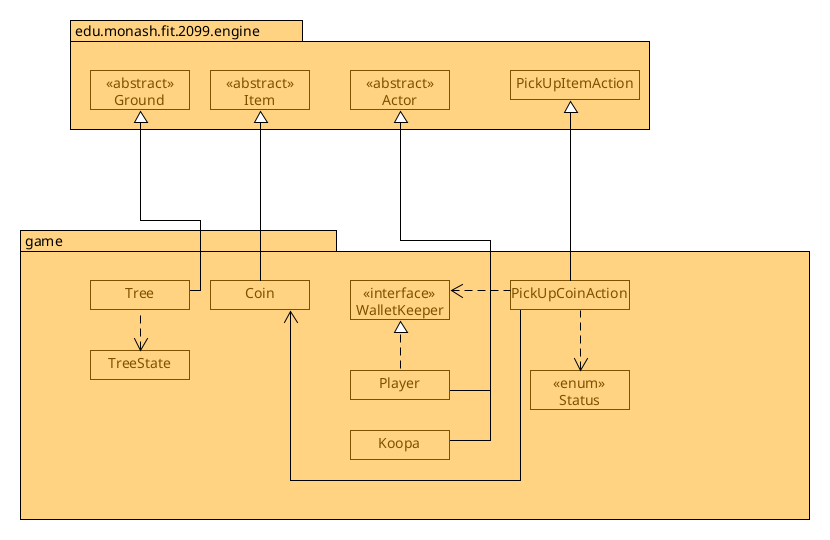 edu.monash.fit.2099.engine
«abstract»
Ground
«abstract»
Item
«abstract»
Actor
PickUpItemAction
game
Tree
Coin
«interface»
WalletKeeper
PickUpCoinAction
TreeState
Player
«enum»
Status
Koopa